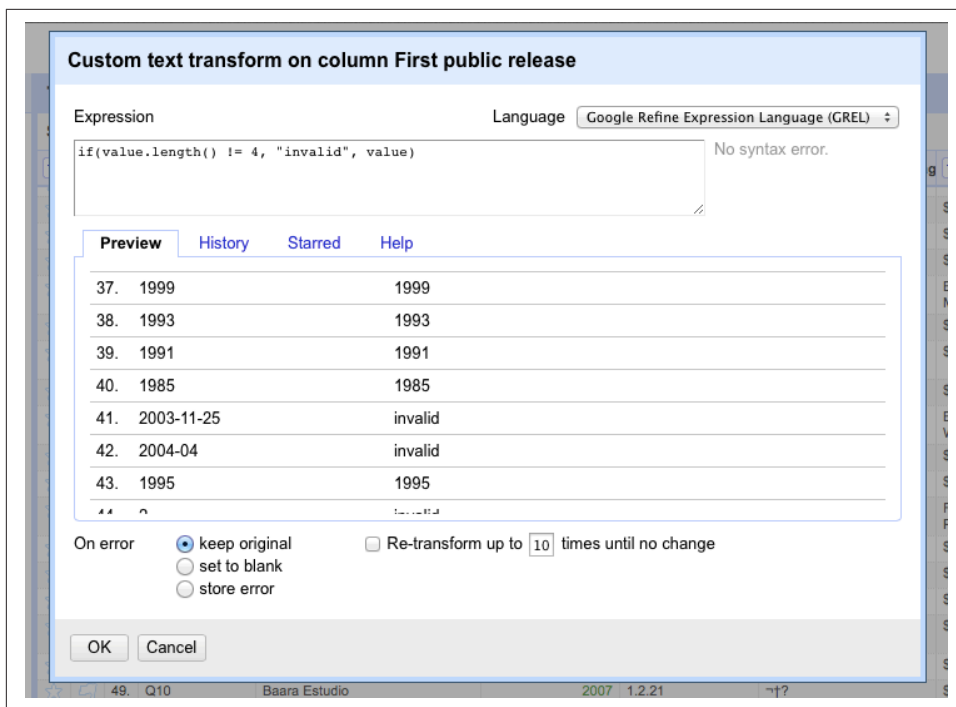 Custom text transform on column First public release
Expression
Language Google Refine Expression Language (GREL)
if(value.length() != 4, "invalid", value)
No syntax error.
Preview History Starred Help
37. 1999 1999
38. 1993 1993
39. 1991 1991
40. 1985 1985
41. 2003-11-25 invalid
42. 2004-04 invalid
43. 1995 1995
44. 2 invalid
On error keep original Re-transform up to 10 times until no change
set to blank
store error
OK Cancel
49. Q10 Baara Estudio 2007 1.2.21 ¬†?